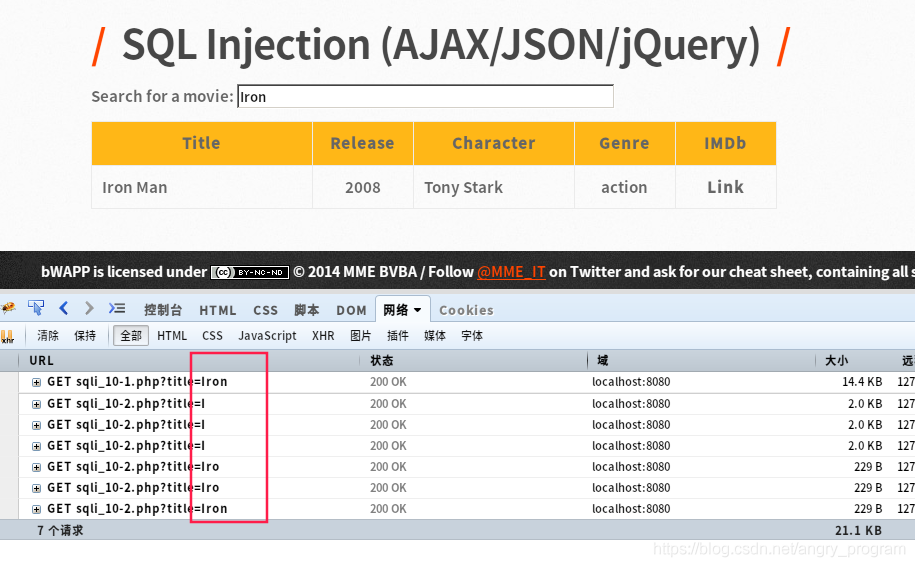 / SQL Injection (AJAX/JSON/jQuery) /
Search for a movie: Iron
Title Release Character Genre IMDb
Iron Man 2008 Tony Stark action Link
bWAPP is licensed under (cc) BY-NC-ND © 2014 MME BVBA / Follow @MME_IT on Twitter and ask for our cheat sheet, containing all s
控制台 HTML CSS 脚本 DOM 网络 Cookies
xhr 清除 保持 全部 HTML CSS JavaScript XHR 图片 插件 媒体 字体
URL 状态 域 大小 远
GET sqli_10-1.php?title=Iron 200 OK localhost:8080 14.4 KB 127
GET sqli_10-2.php?title=I 200 OK localhost:8080 2.0 KB 127
GET sqli_10-2.php?title=I 200 OK localhost:8080 2.0 KB 127
GET sqli_10-2.php?title=I 200 OK localhost:8080 2.0 KB 127
GET sqli_10-2.php?title=Iro 200 OK localhost:8080 229 B 127
GET sqli_10-2.php?title=Iro 200 OK localhost:8080 229 B 127
GET sqli_10-2.php?title=Iron 200 OK localhost:8080 229 B 127
7 个请求 21.1 KB
https://blog.csdn.net/angry_program